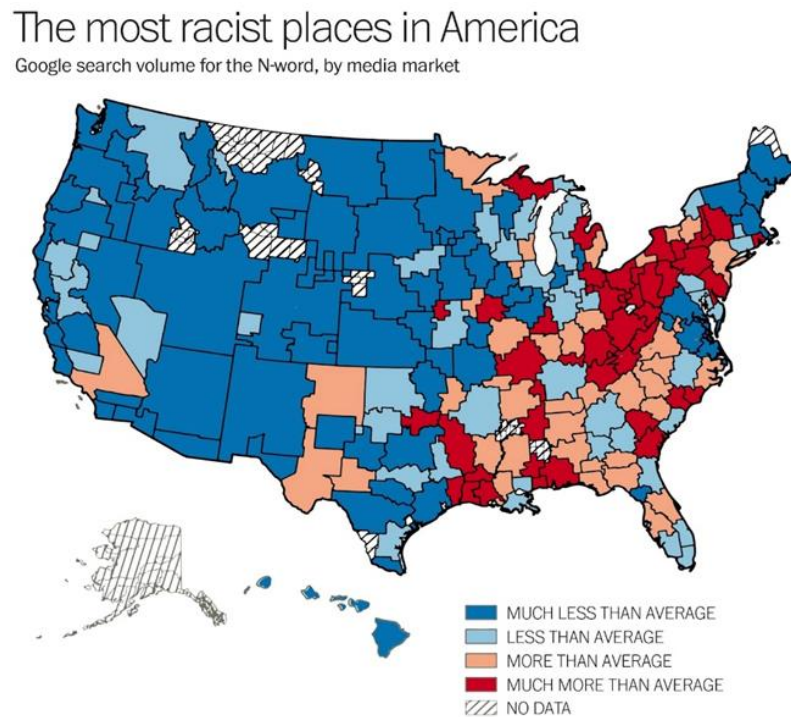 The most racist places in America
Google search volume for the N-word, by media market
MUCH LESS THAN AVERAGE
LESS THAN AVERAGE
MORE THAN AVERAGE
MUCH MORE THAN AVERAGE
NO DATA